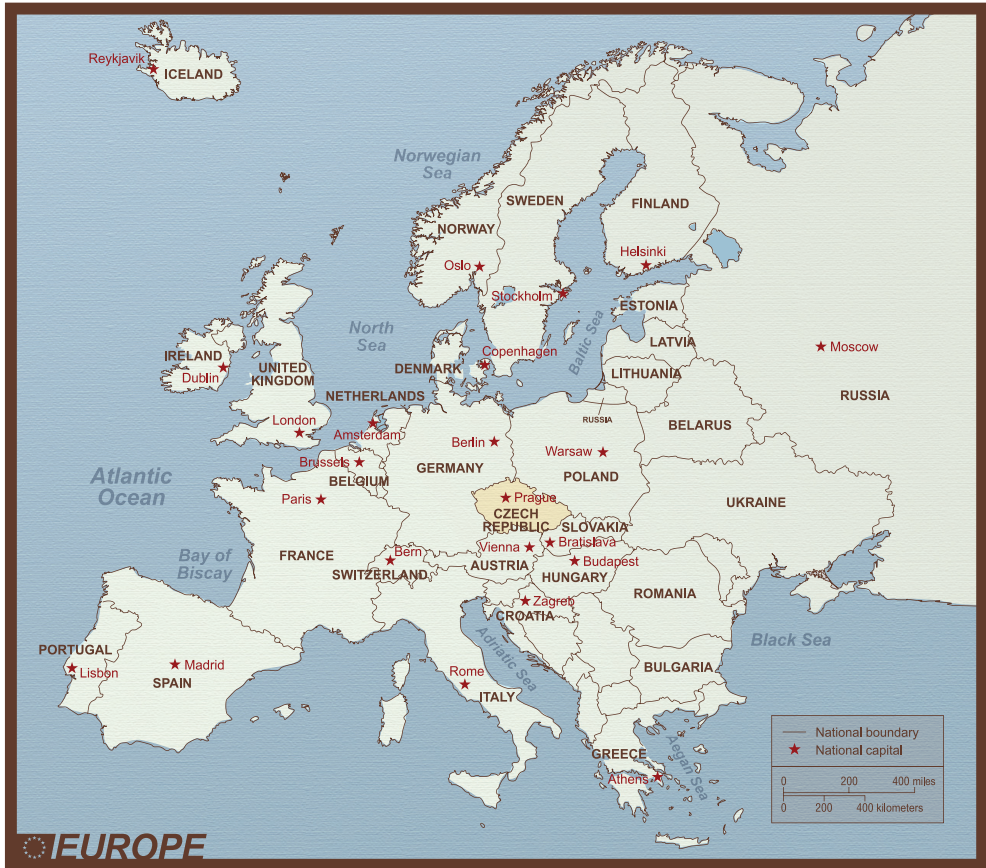 Reykjavik
ICELAND
Norwegian
Sea
SWEDEN
FINLAND
NORWAY
Helsinki
Oslo
Stockholm
ESTONIA
North
Sea
Baltic Sea
LATVIA
Moscow
IRELAND
Dublin
UNITED
KINGDOM
DENMARK
Copenhagen
LITHUANIA
RUSSIA
NETHERLANDS
RUSSIA
BELARUS
London
Amsterdam
Berlin
Warsaw
Brussels
BELGIUM
GERMANY
POLAND
Atlantic
Ocean
Paris
Prague
CZECH
REPUBLIC
UKRAINE
SLOVAKIA
Bratislava
Vienna
Bay of
Biscay
FRANCE
Bern
SWITZERLAND
AUSTRIA
Budapest
HUNGARY
ROMANIA
Zagreb
CROATIA
Adriatic Sea
Black Sea
PORTUGAL
Lisbon
Madrid
SPAIN
Rome
ITALY
BULGARIA
GREECE
Athens
Aegan Sea
National boundary
National capital
0 200 400 miles
0 200 400 kilometers
EUROPE